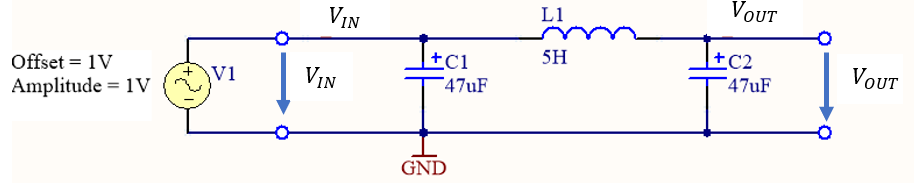 V_IN
L1
V_OUT
Offset = 1V
Amplitude = 1V
V1
V_IN
5H
C1
47uF
C2
47uF
V_OUT
GND